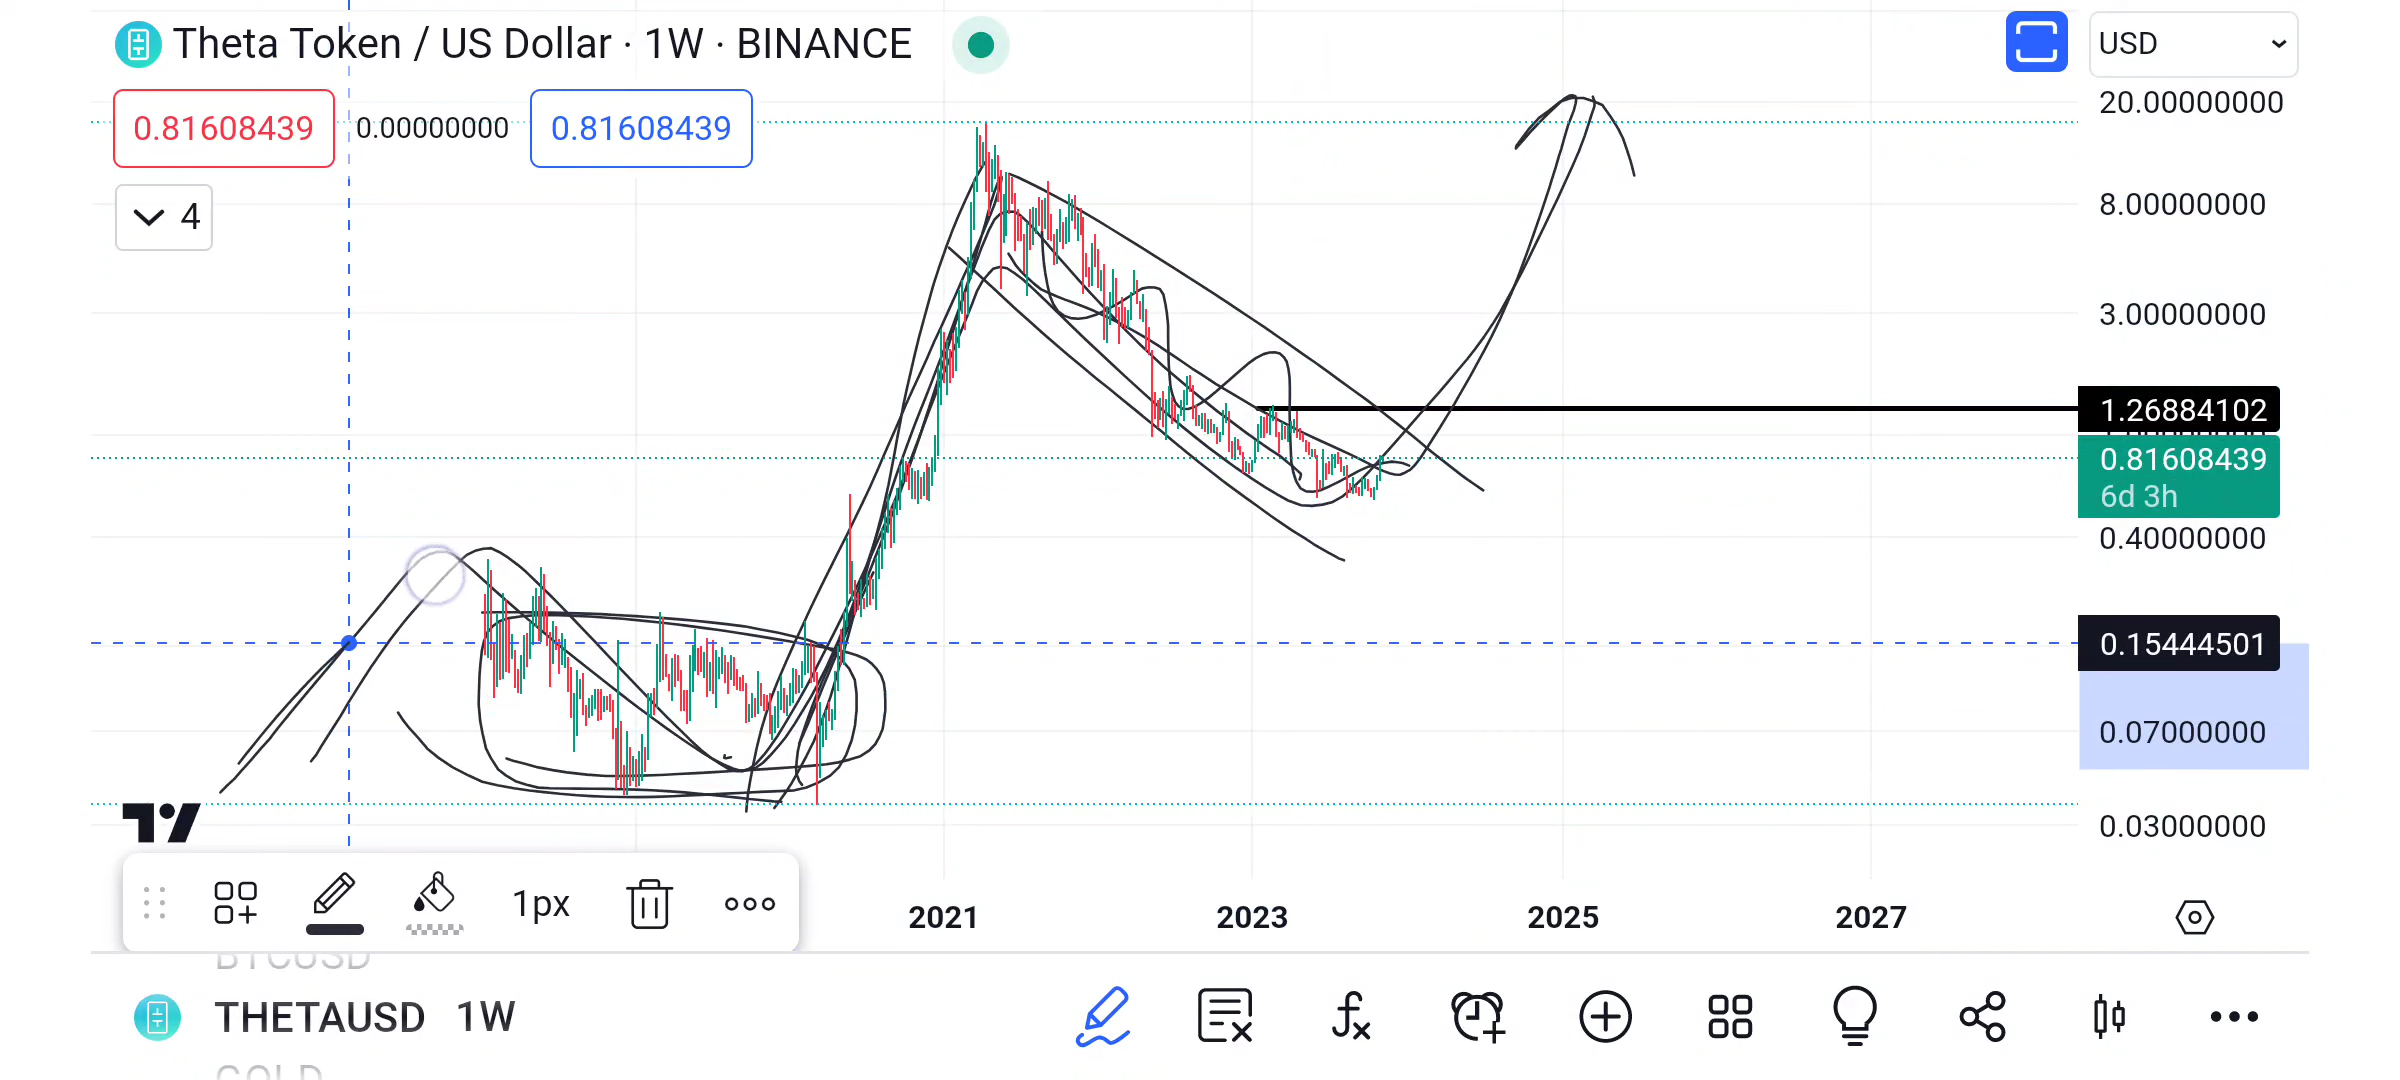 Theta Token / US Dollar · 1W · BINANCE
USD
0.81608439
0.00000000
0.81608439
4
20.00000000
8.00000000
3.00000000
1.26884102
0.81608439
6d 3h
0.40000000
0.15444501
0.07000000
0.03000000
1px
2021
2023
2025
2027
BTCUSD
THETAUSD 1W
GOLD